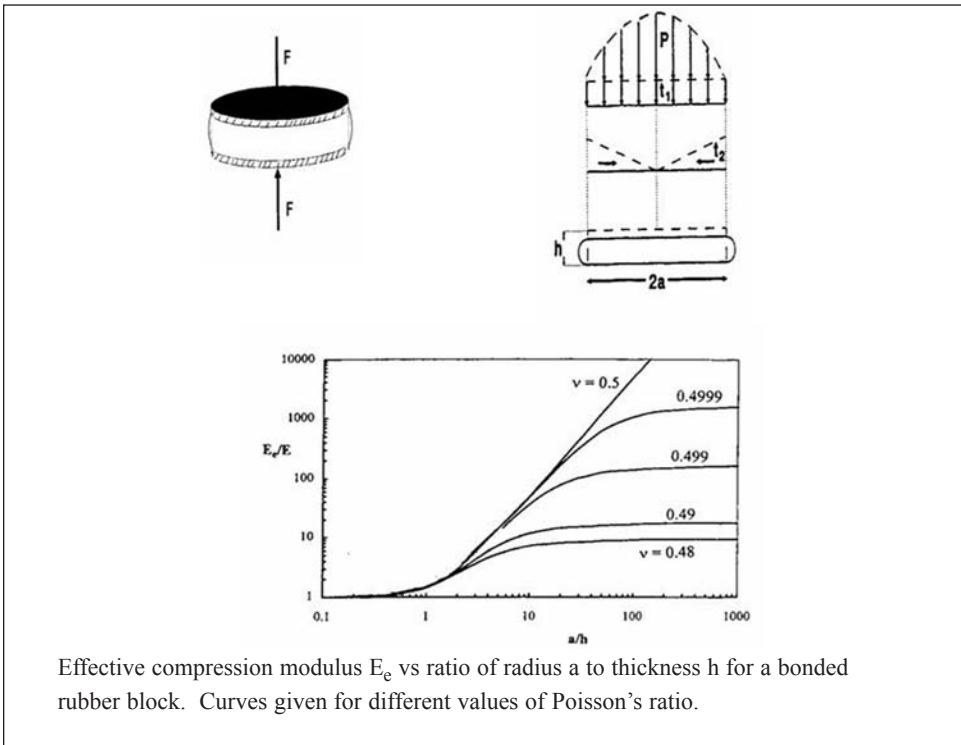 F
F
P
t₁
t₂
h
2a
10000
1000
Eₑ/E
100
10
1
ν = 0.5
0.4999
0.499
0.49
ν = 0.48
0.1
1
10
100
1000
a/h
Effective compression modulus Eₑ vs ratio of radius a to thickness h for a bonded
rubber block. Curves given for different values of Poisson’s ratio.